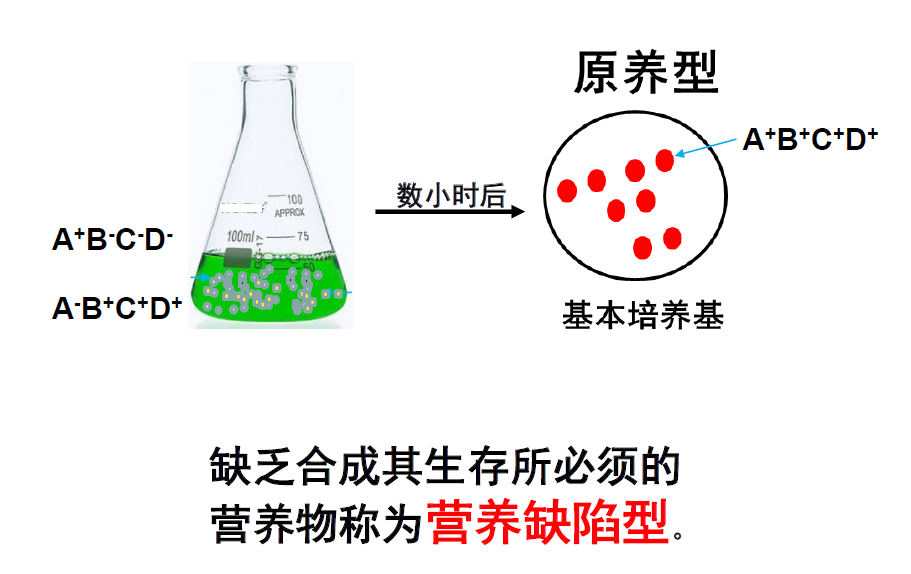 原养型
A⁺B⁺C⁺D⁺
数小时后
100
APPROX
100ml
75
50
A⁺B⁻C⁻D⁻
A⁻B⁺C⁺D⁺
基本培养基
缺乏合成其生存所必须的
营养物称为营养缺陷型。